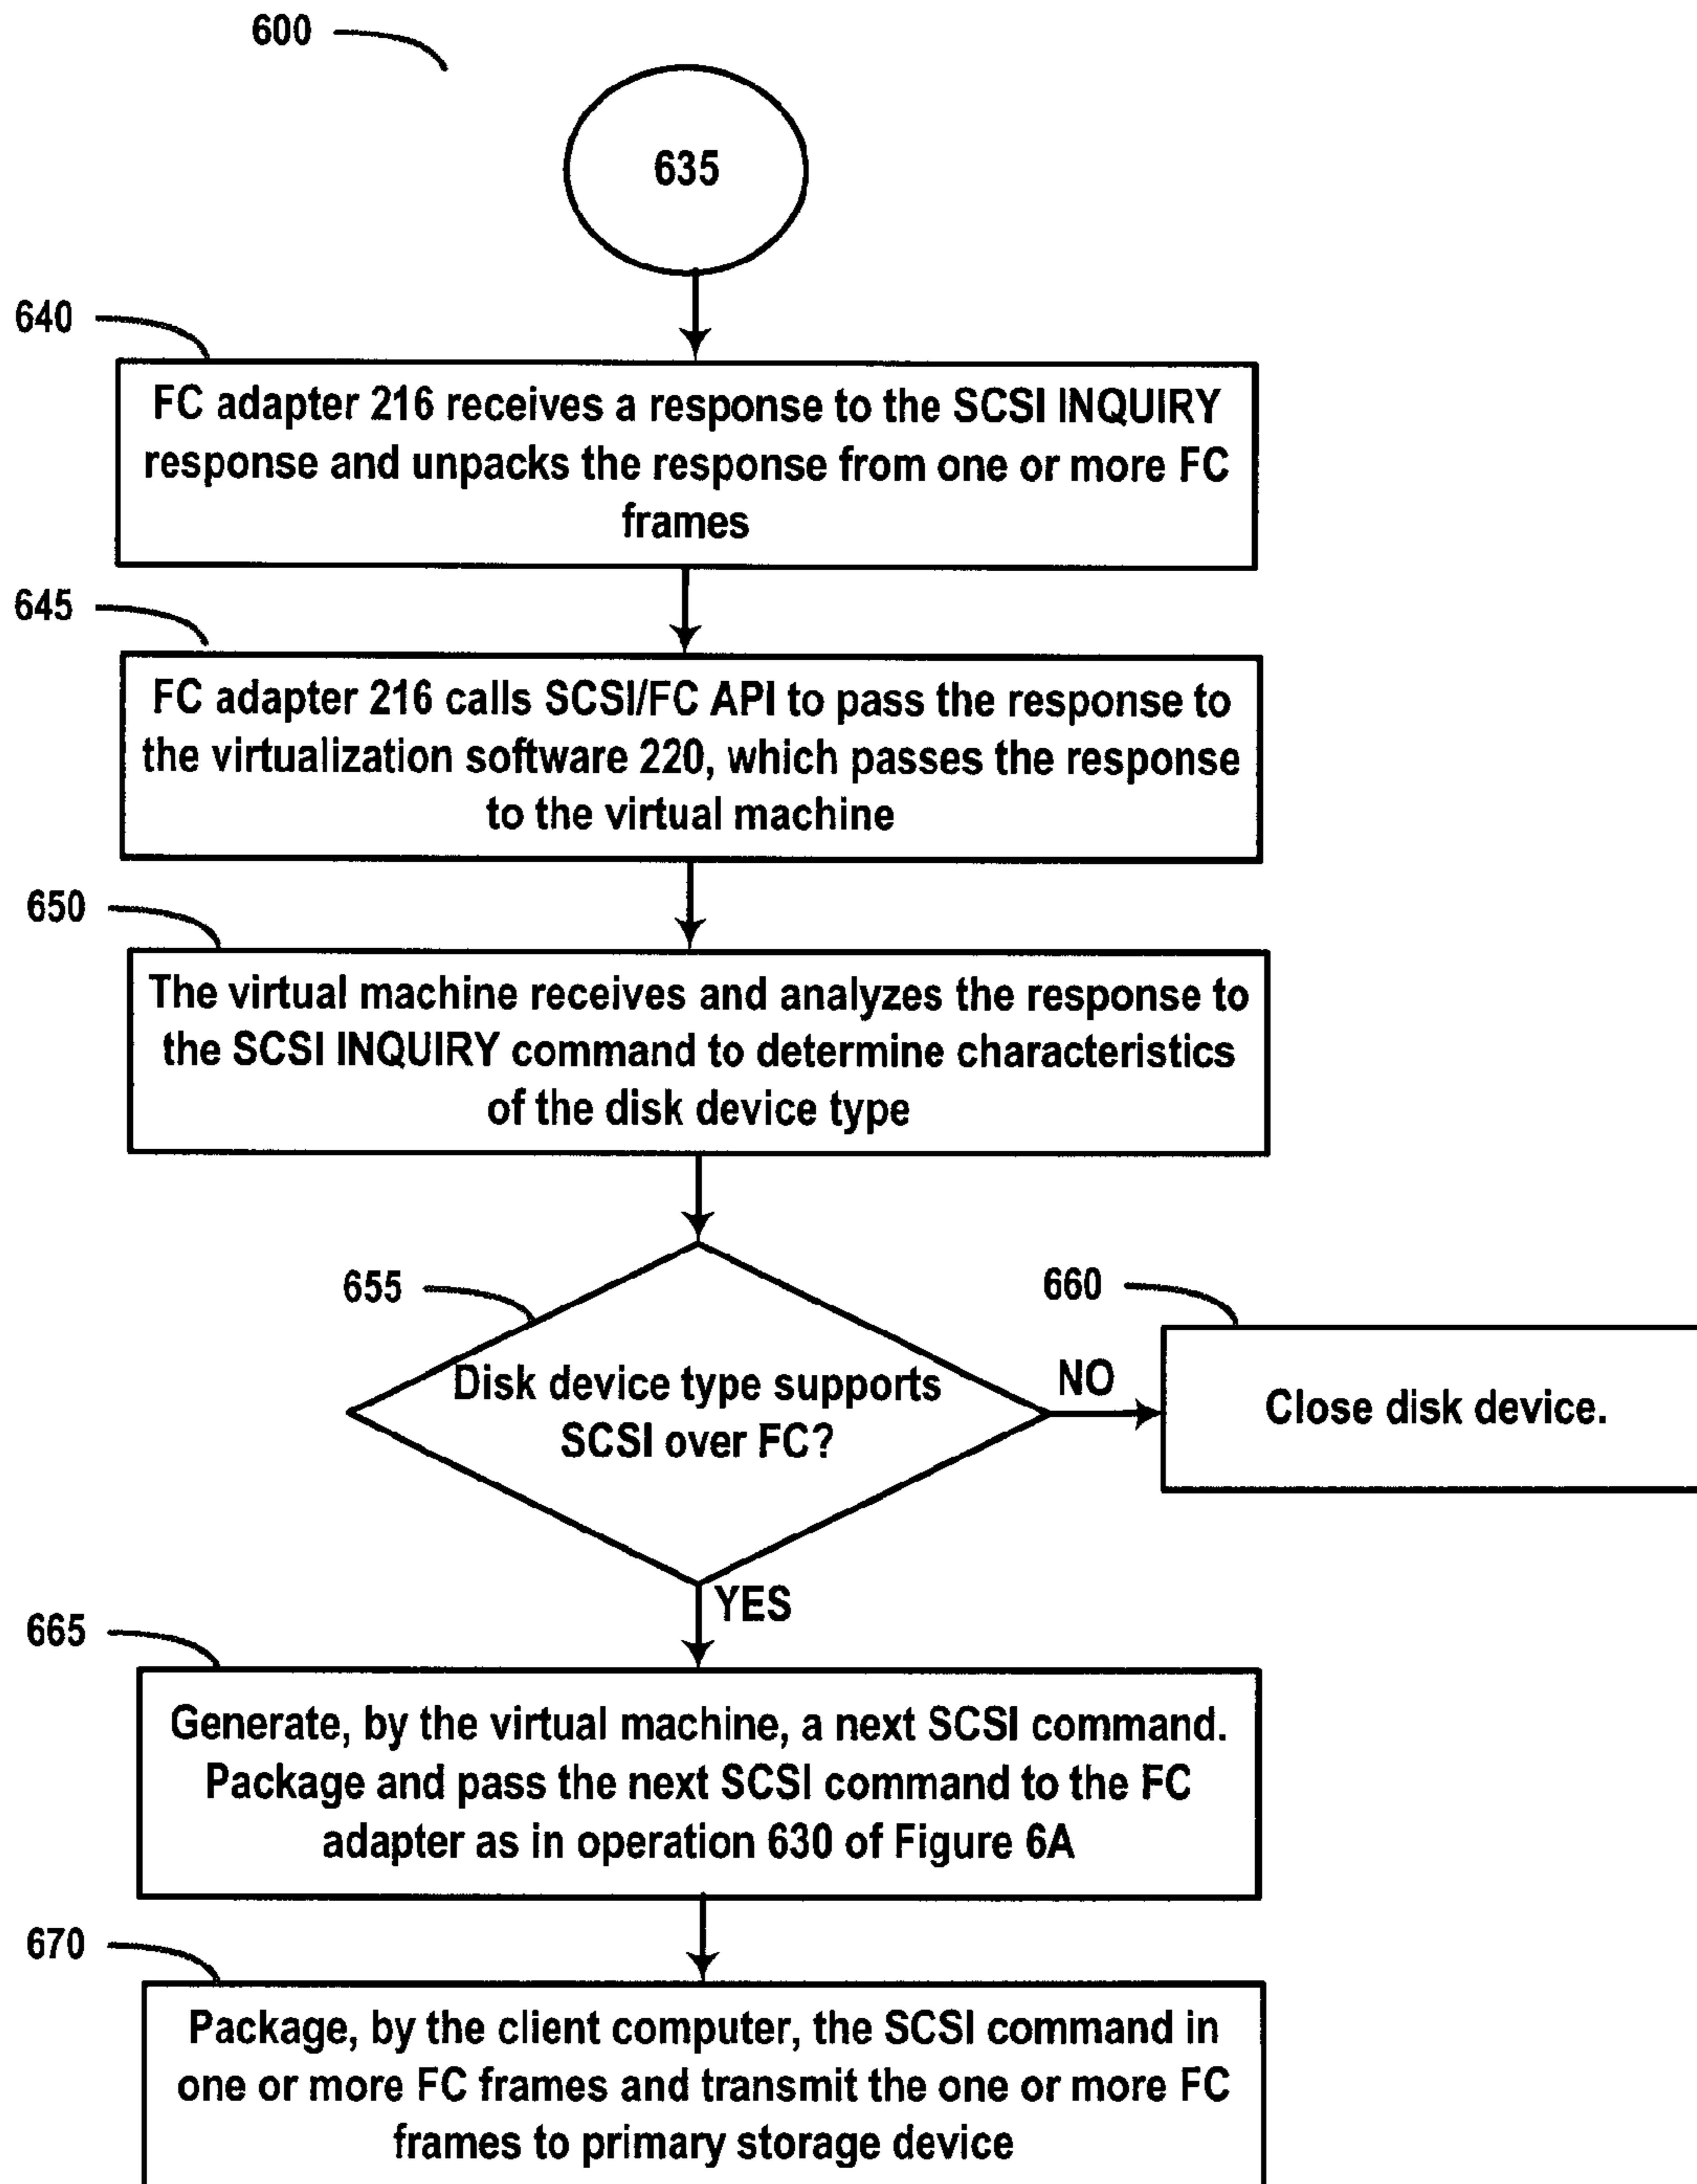 600
635
640
FC adapter 216 receives a response to the SCSI INQUIRY
response and unpacks the response from one or more FC
frames
645
FC adapter 216 calls SCSI/FC API to pass the response to
the virtualization software 220, which passes the response
to the virtual machine
650
The virtual machine receives and analyzes the response to
the SCSI INQUIRY command to determine characteristics
of the disk device type
655
Disk device type supports
SCSI over FC?
NO
660
Close disk device.
YES
665
Generate, by the virtual machine, a next SCSI command.
Package and pass the next SCSI command to the FC
adapter as in operation 630 of Figure 6A
670
Package, by the client computer, the SCSI command in
one or more FC frames and transmit the one or more FC
frames to primary storage device